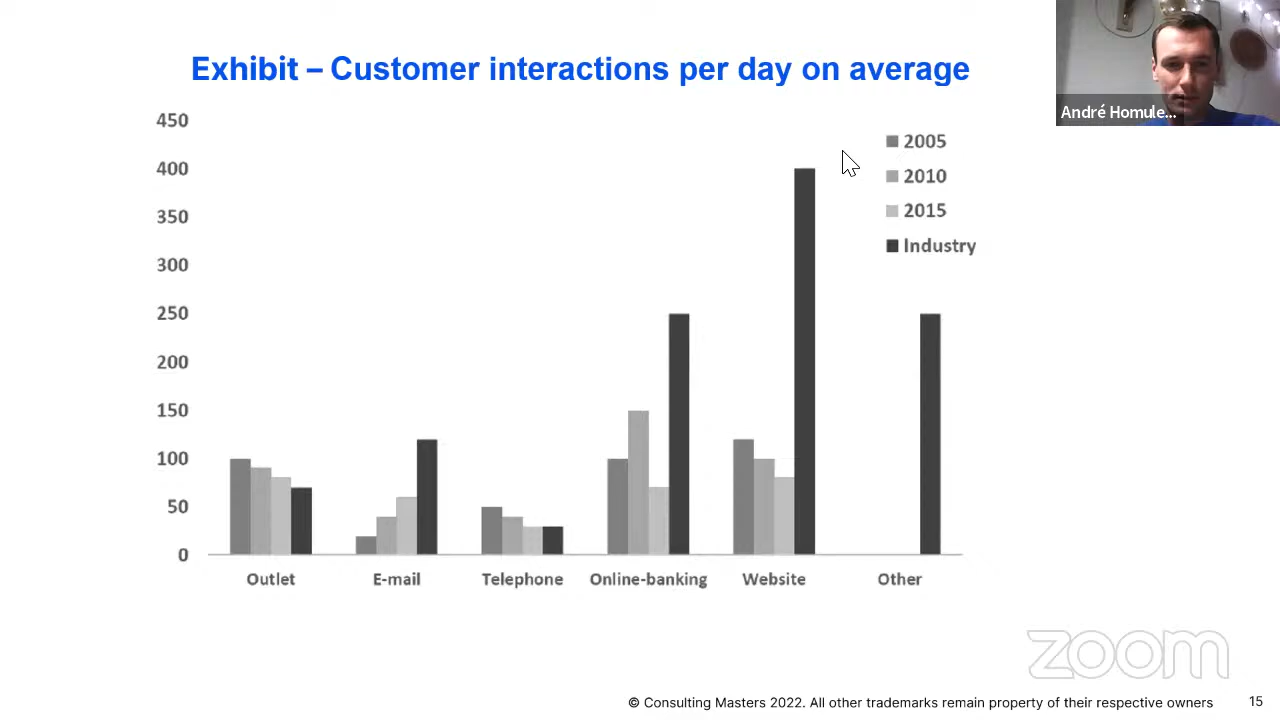 Exhibit – Customer interactions per day on average
André Homule...
450
400
350
300
250
200
150
100
50
0
2005
2010
2015
Industry
Outlet
E-mail
Telephone
Online-banking
Website
Other
zoom
© Consulting Masters 2022. All other trademarks remain property of their respective owners
15